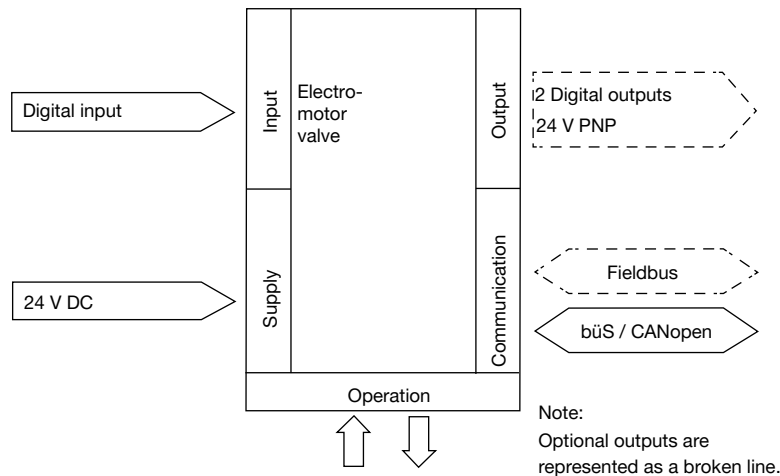 Digital input
Input
Electro-
motor
valve
Output
2 Digital outputs
24 V PNP
24 V DC
Supply
Communication
Fieldbus
büS / CANopen
Operation
Note:
Optional outputs are
represented as a broken line.